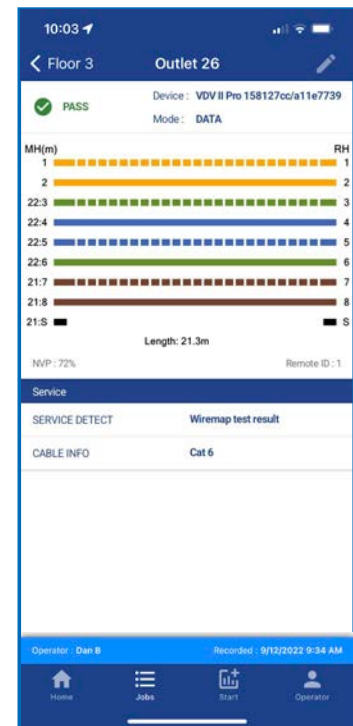 10:03
Floor 3 Outlet 26
PASS Device : VDV II Pro 158127cc/a11e7739
Mode : DATA
MH(m) RH
1 1
2 2
22:3 3
22:4 4
22:5 5
22:6 6
21:7 7
21:8 8
21:S S
Length: 21.3m
NVP : 72% Remote ID : 1
Service
SERVICE DETECT Wiremap test result
CABLE INFO Cat 6
Operator : Dan B Recorded : 9/12/2022 9:34 AM
Home Jobs Start Operator